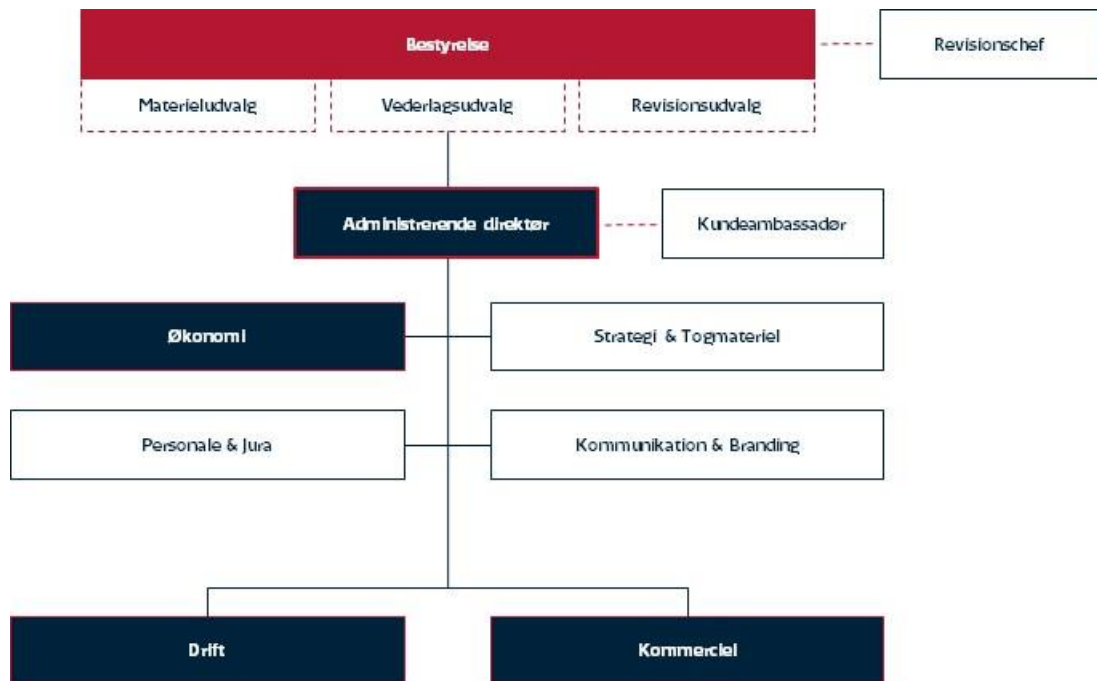 Bestyrelse
Revisionschef
Materieludvalg
Vederlagsudvalg
Revisionsudvalg
Administrerende direktør
Kundeambassadør
Økonomi
Strategi & Togmateriel
Personale & Jura
Kommunikation & Branding
Drift
Kommerciel